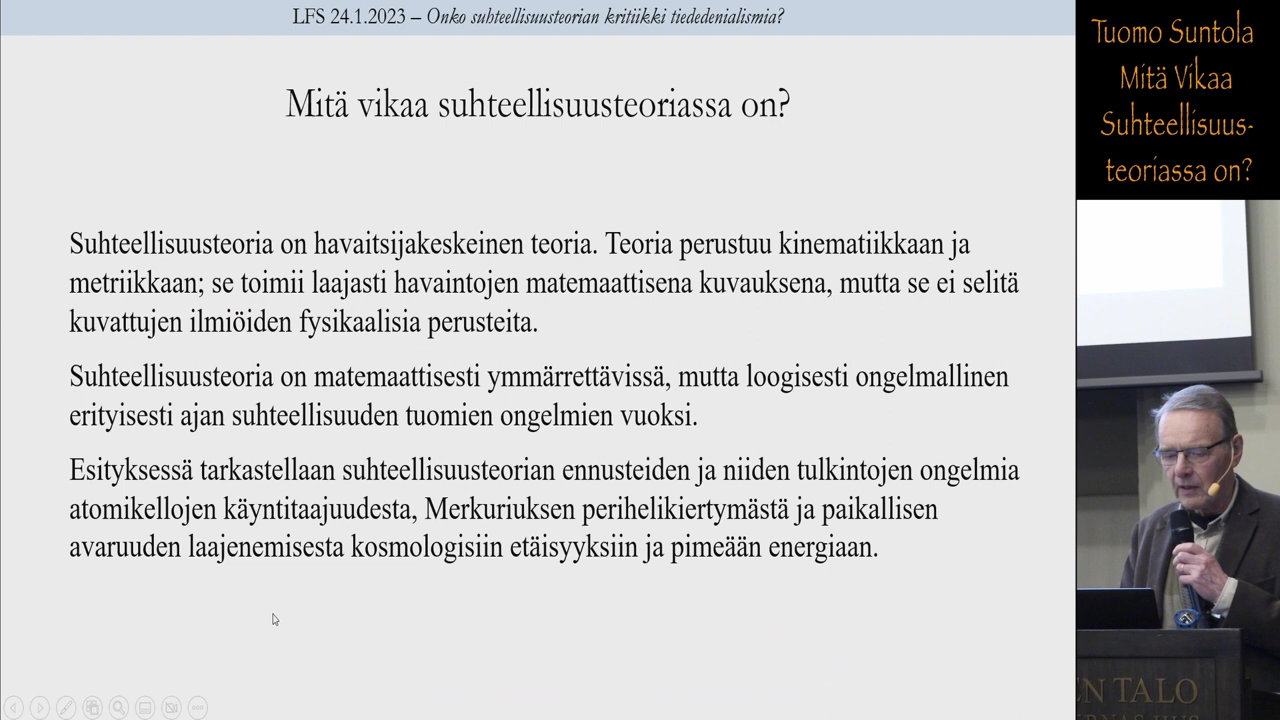 LFS 24.1.2023 – Onko suhteellisuusteorian kritiikki tiededenialismia?
Mitä vikaa suhteellisuusteoriassa on?
Suhteellisuusteoria on havaitsijakeskeinen teoria. Teoria perustuu kinematiikkaan ja
metriikkaan; se toimii laajasti havaintojen matemaattisena kuvauksena, mutta se ei selitä
kuvattujen ilmiöiden fysikaalisia perusteita.
Suhteellisuusteoria on matemaattisesti ymmärrettävissä, mutta loogisesti ongelmallinen
erityisesti ajan suhteellisuuden tuomien ongelmien vuoksi.
Esityksessä tarkastellaan suhteellisuusteorian ennusteiden ja niiden tulkintojen ongelmia
atomikellojen käyntitaajuudesta, Merkuriuksen perihelikiertymästä ja paikallisen
avaruuden laajenemisesta kosmologisiin etäisyyksiin ja pimeään energiaan.
Tuomo Suntola
Mitä Vikaa
Suhteellisuus-
teoriassa on?
EN TALO